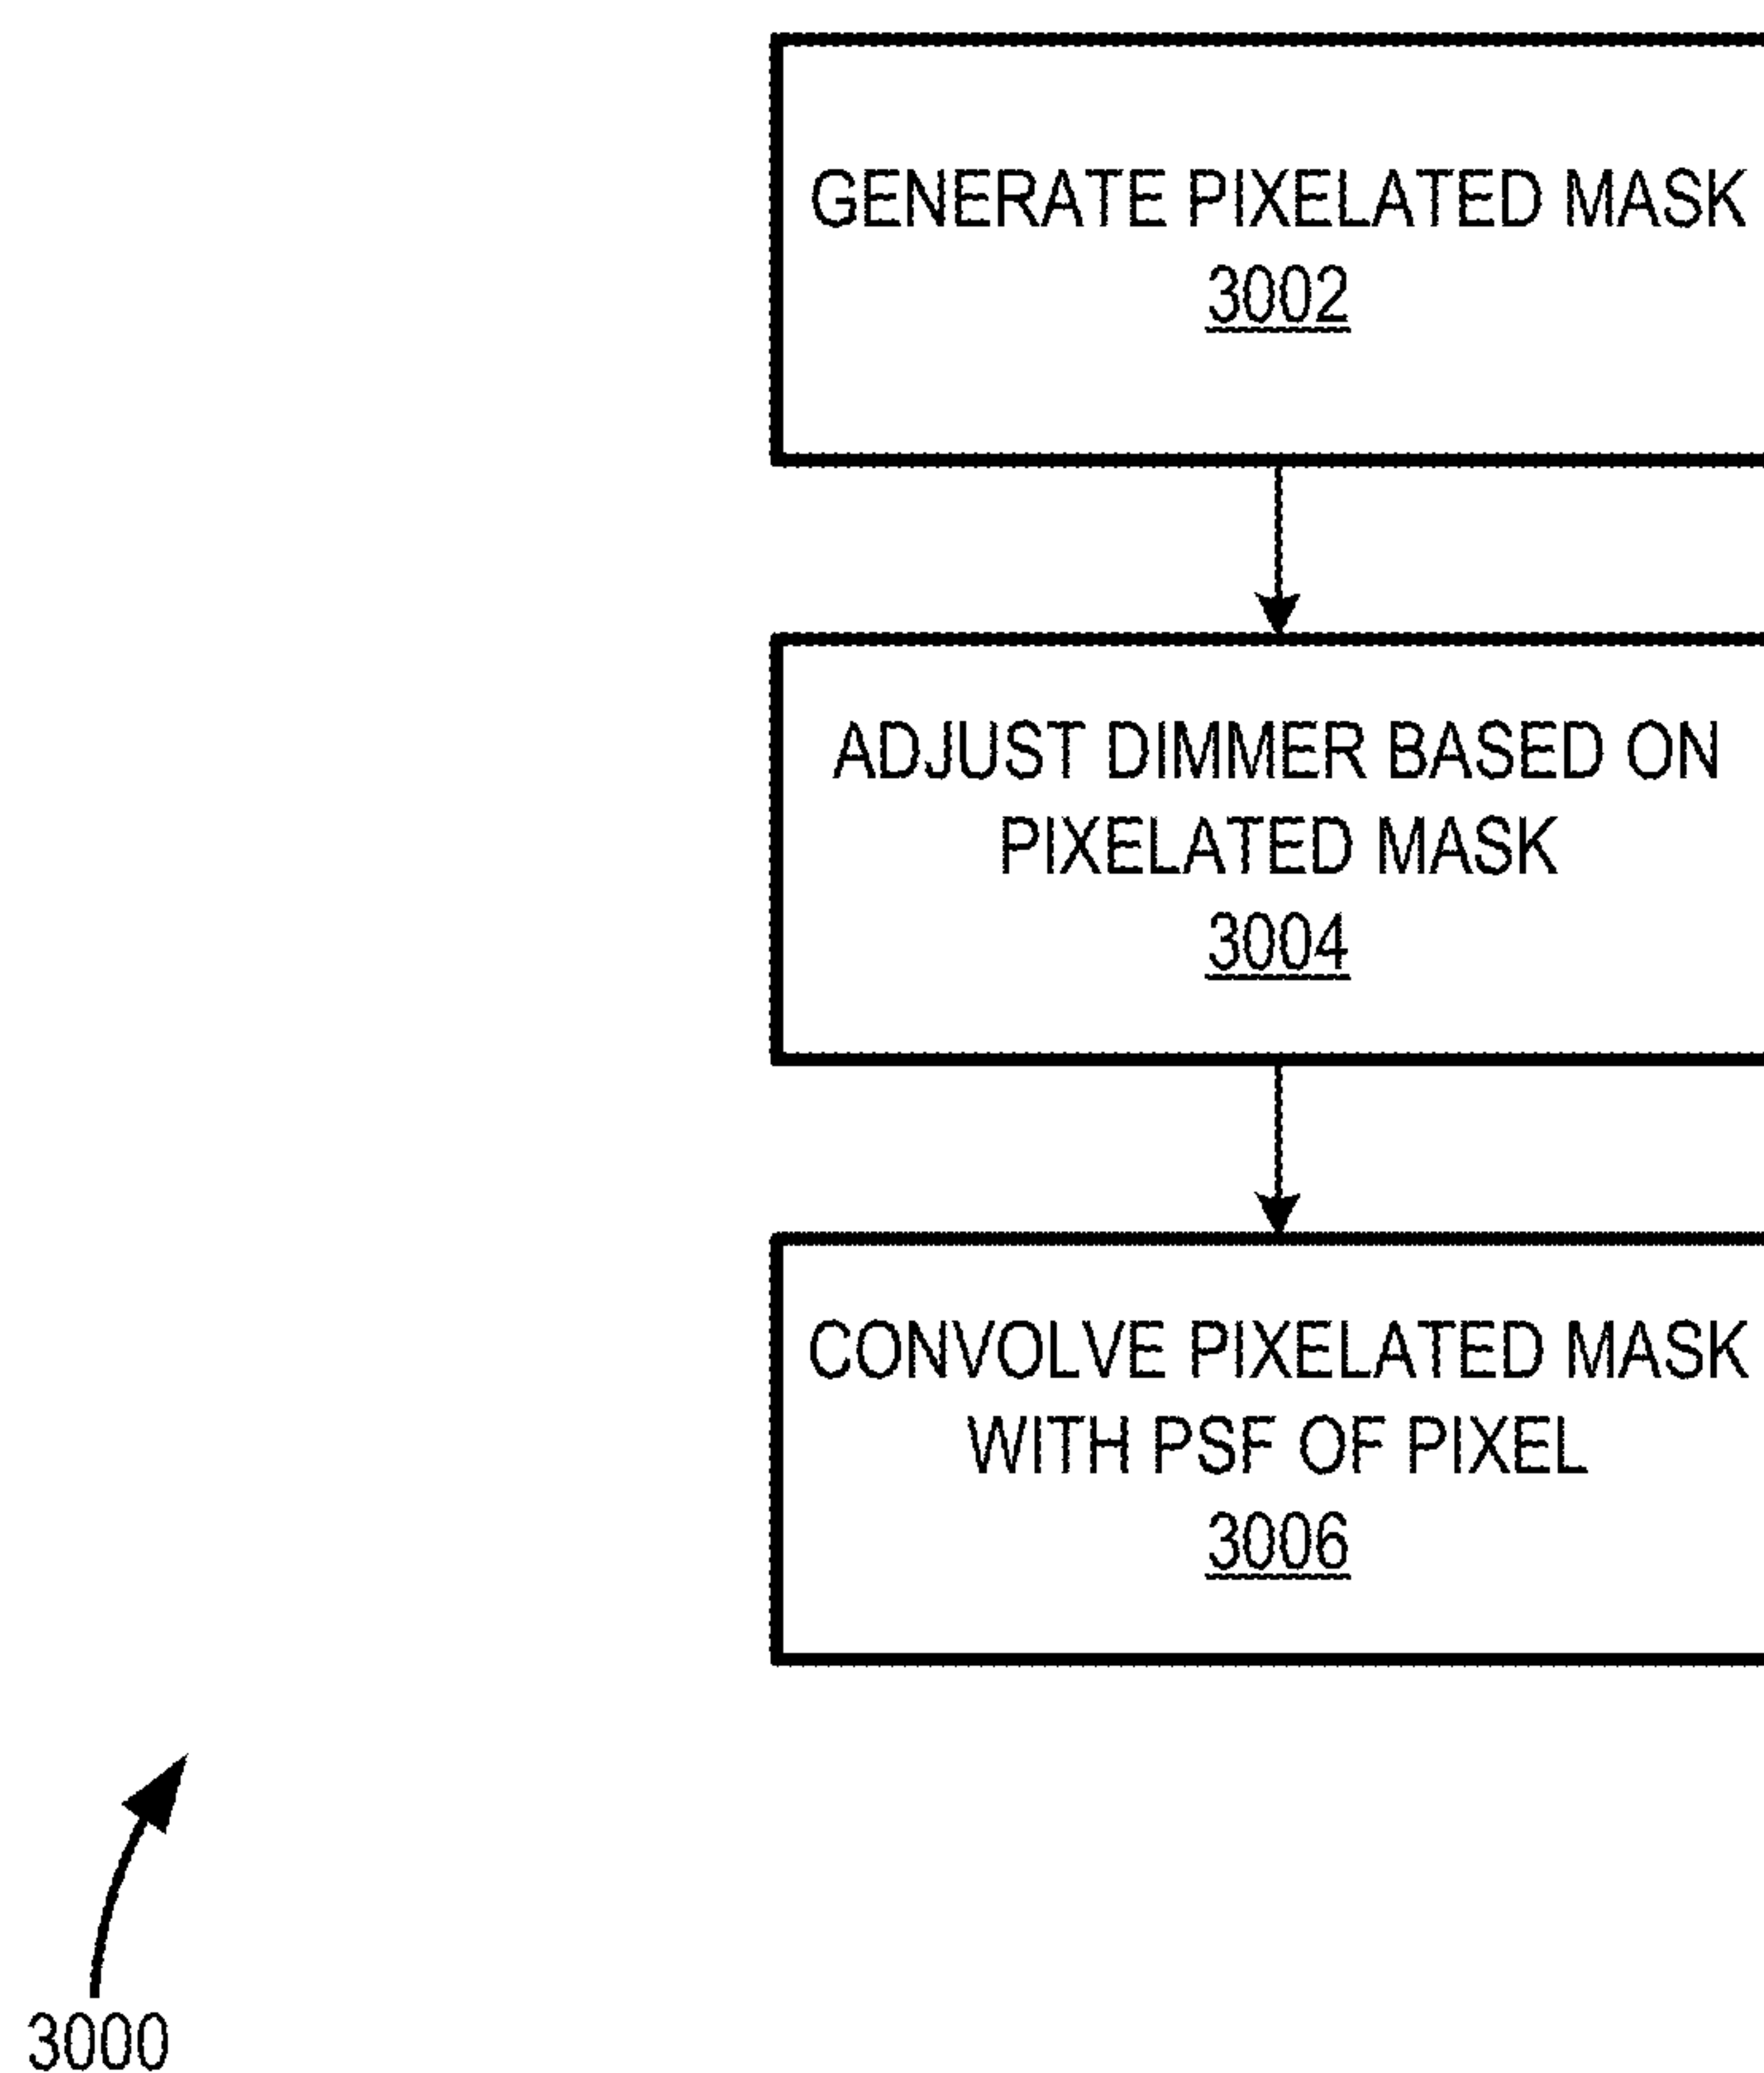 GENERATE PIXELATED MASK
3002
ADJUST DIMMER BASED ON
PIXELATED MASK
3004
CONVOLVE PIXELATED MASK
WITH PSF OF PIXEL
3006
3000